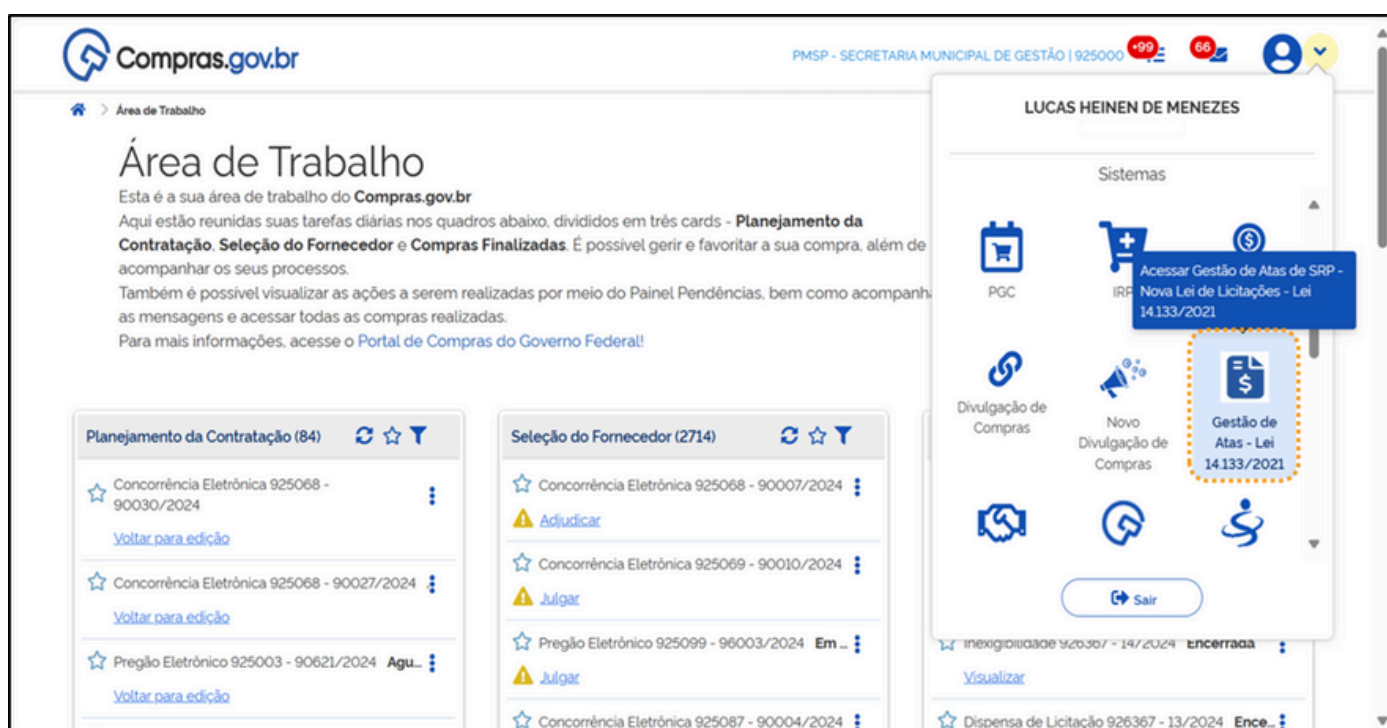 Compras.gov.br
PMSP - SECRETARIA MUNICIPAL DE GESTÃO | 925000
+99
66
Área de Trabalho
Área de Trabalho
Esta é a sua área de trabalho do Compras.gov.br
Aqui estão reunidas suas tarefas diárias nos quadros abaixo, divididos em três cards - Planejamento da
Contratação, Seleção do Fornecedor e Compras Finalizadas. É possível gerir e favoritar a sua compra, além de
acompanhar os seus processos.
Também é possível visualizar as ações a serem realizadas por meio do Painel Pendências, bem como acompanh
as mensagens e acessar todas as compras realizadas.
Para mais informações, acesse o Portal de Compras do Governo Federal!
LUCAS HEINEN DE MENEZES
Sistemas
PGC
IRP
Acessar Gestão de Atas de SRP -
Nova Lei de Licitações - Lei
14.133/2021
Divulgação de
Compras
Novo
Divulgação de
Compras
Gestão de
Atas - Lei
14.133/2021
Sair
Planejamento da Contratação (84)
Concorrência Eletrônica 925068 -
90030/2024
Voltar para edição
Concorrência Eletrônica 925068 - 90027/2024
Voltar para edição
Pregão Eletrônico 925003 - 90621/2024 Agu...
Voltar para edição
Seleção do Fornecedor (2714)
Concorrência Eletrônica 925068 - 90007/2024
Adjudicar
Concorrência Eletrônica 925069 - 90010/2024
Julgar
Pregão Eletrônico 925099 - 96003/2024 Em ...
Julgar
Concorrência Eletrônica 925087 - 90004/2024
Inexigibilidade 926367 - 14/2024 Encerrada
Visualizar
Dispensa de Licitação 926367 - 13/2024 Ence...